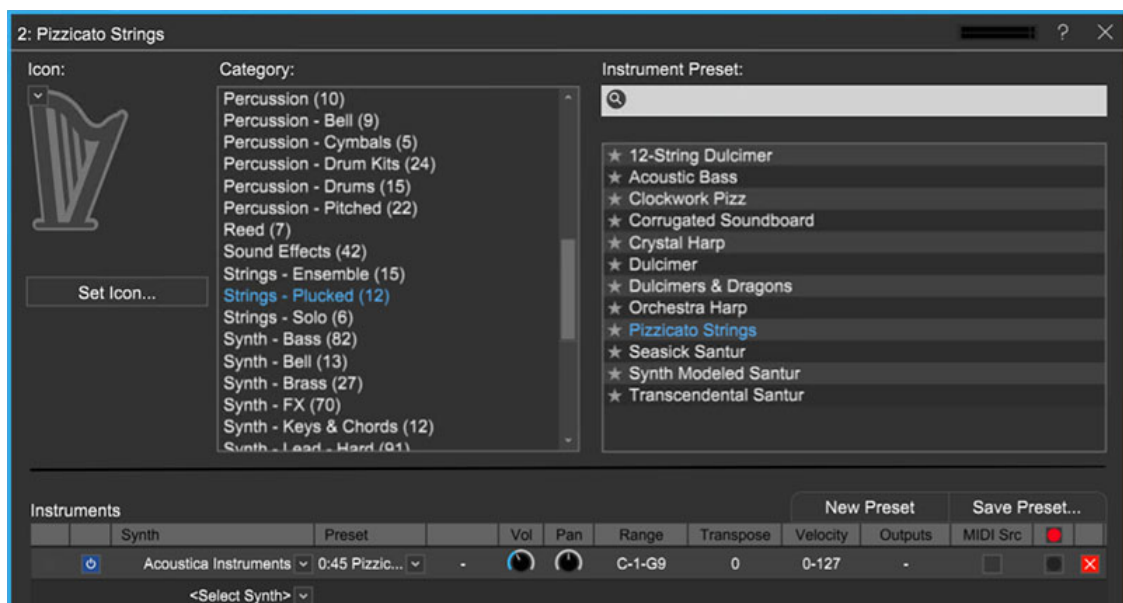 2: Pizzicato Strings ?
Icon:
Set Icon...
Category:
Percussion (10)
Percussion - Bell (9)
Percussion - Cymbals (5)
Percussion - Drum Kits (24)
Percussion - Drums (15)
Percussion - Pitched (22)
Reed (7)
Sound Effects (42)
Strings - Ensemble (15)
Strings - Plucked (12)
Strings - Solo (6)
Synth - Bass (82)
Synth - Bell (13)
Synth - Brass (27)
Synth - FX (70)
Synth - Keys & Chords (12)
Synth - Lead - Hard (91)
Instrument Preset:
12-String Dulcimer
Acoustic Bass
Clockwork Pizz
Corrugated Soundboard
Crystal Harp
Dulcimer
Dulcimers & Dragons
Orchestra Harp
Pizzicato Strings
Seasick Santur
Synth Modeled Santur
Transcendental Santur
New Preset Save Preset...
Instruments
Synth Preset Vol Pan Range Transpose Velocity Outputs MIDI Src
Acoustica Instruments 0:45 Pizzic... - C-1-G9 0 0-127 -
<Select Synth>